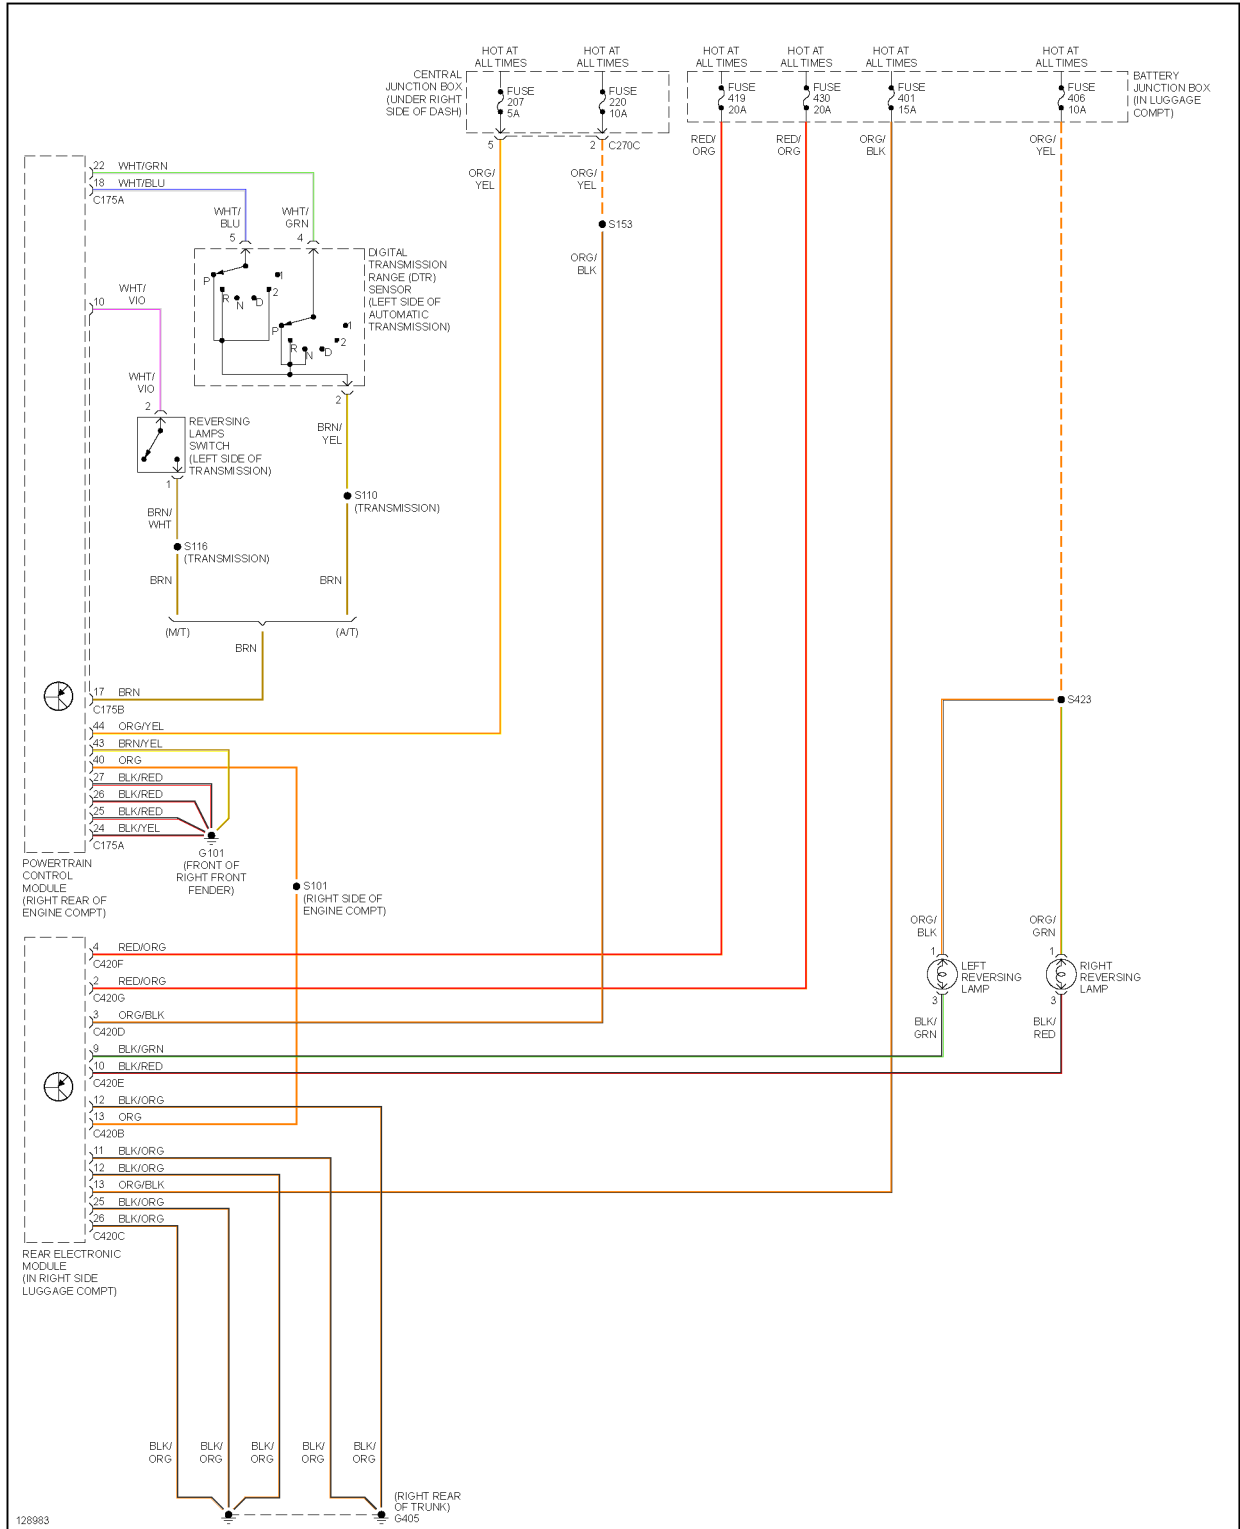 HOT AT
ALL TIMES
HOT AT
ALL TIMES
HOT AT
ALL TIMES
HOT AT
ALL TIMES
HOT AT
ALL TIMES
HOT AT
ALL TIMES
CENTRAL
JUNCTION BOX
(UNDER RIGHT
SIDE OF DASH)
FUSE
207
5A
FUSE
220
10A
FUSE
419
20A
FUSE
430
20A
FUSE
401
15A
FUSE
406
10A
BATTERY
JUNCTION BOX
(IN LUGGAGE
COMPT)
5
2
C270C
RED/
ORG
RED/
ORG
ORG/
BLK
ORG/
YEL
ORG/
YEL
ORG/
YEL
S153
ORG/
BLK
22 WHT/GRN
18 WHT/BLU
C175A
WHT/
BLU
WHT/
GRN
5
4
DIGITAL
TRANSMISSION
RANGE (DTR)
SENSOR
(LEFT SIDE OF
AUTOMATIC
TRANSMISSION)
P
R
N
D
2
1
P
R
N
D
2
1
10
WHT/
VIO
WHT/
VIO
2
REVERSING
LAMPS
SWITCH
(LEFT SIDE OF
TRANSMISSION)
1
2
BRN/
YEL
BRN/
WHT
S110
(TRANSMISSION)
S116
(TRANSMISSION)
BRN
BRN
(M/T)
(A/T)
BRN
17 BRN
C175B
44 ORG/YEL
43 BRN/YEL
40 ORG
27 BLK/RED
26 BLK/RED
25 BLK/RED
24 BLK/YEL
C175A
S423
POWERTRAIN
CONTROL
MODULE
(RIGHT REAR OF
ENGINE COMPT)
G101
(FRONT OF
RIGHT FRONT
FENDER)
S101
(RIGHT SIDE OF
ENGINE COMPT)
ORG/
BLK
ORG/
GRN
1
LEFT
REVERSING
LAMP
3
1
RIGHT
REVERSING
LAMP
3
BLK/
GRN
BLK/
RED
4 RED/ORG
C420F
2 RED/ORG
C420G
3 ORG/BLK
C420D
9 BLK/GRN
10 BLK/RED
C420E
12 BLK/ORG
13 ORG
C420B
11 BLK/ORG
12 BLK/ORG
13 ORG/BLK
25 BLK/ORG
26 BLK/ORG
C420C
REAR ELECTRONIC
MODULE
(IN RIGHT SIDE
LUGGAGE COMPT)
BLK/
ORG
BLK/
ORG
BLK/
ORG
BLK/
ORG
BLK/
ORG
(RIGHT REAR
OF TRUNK)
G405
128983